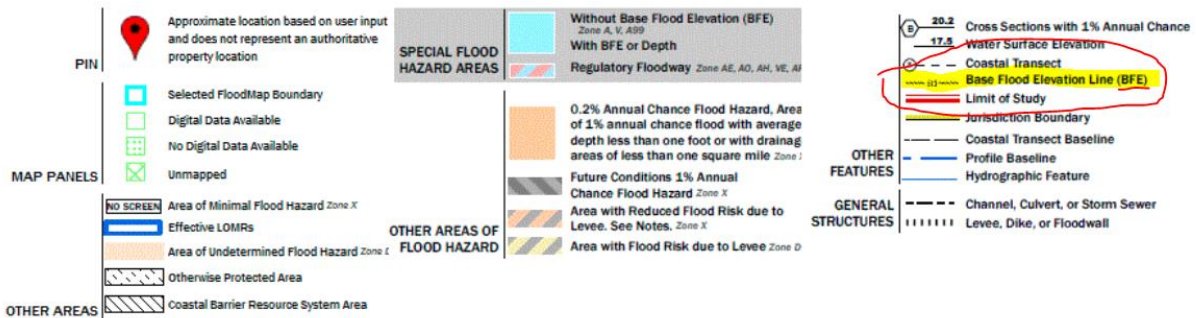 PIN
Approximate location based on user input
and does not represent an authoritative
property location
MAP PANELS
Selected FloodMap Boundary
Digital Data Available
No Digital Data Available
Unmapped
OTHER AREAS
NO SCREEN Area of Minimal Flood Hazard Zone X
Effective LOMRs
Area of Undetermined Flood Hazard Zone
Otherwise Protected Area
Coastal Barrier Resource System Area
SPECIAL FLOOD
HAZARD AREAS
Without Base Flood Elevation (BFE)
Zone A, V, A99
With BFE or Depth
Regulatory Floodway Zone AE, AO, AH, VE, AR
OTHER AREAS OF
FLOOD HAZARD
0.2% Annual Chance Flood Hazard, Area
of 1% annual chance flood with average
depth less than one foot or with drainag
areas of less than one square mile Zone
Future Conditions 1% Annual
Chance Flood Hazard Zone X
Area with Reduced Flood Risk due to
Levee. See Notes. Zone X
Area with Flood Risk due to Levee Zone D
OTHER
FEATURES
B 20.2 Cross Sections with 1% Annual Chance
17.5 Water Surface Elevation
Coastal Transect
Base Flood Elevation Line (BFE)
Limit of Study
Jurisdiction Boundary
Coastal Transect Baseline
Profile Baseline
Hydrographic Feature
GENERAL
STRUCTURES
Channel, Culvert, or Storm Sewer
Levee, Dike, or Floodwall